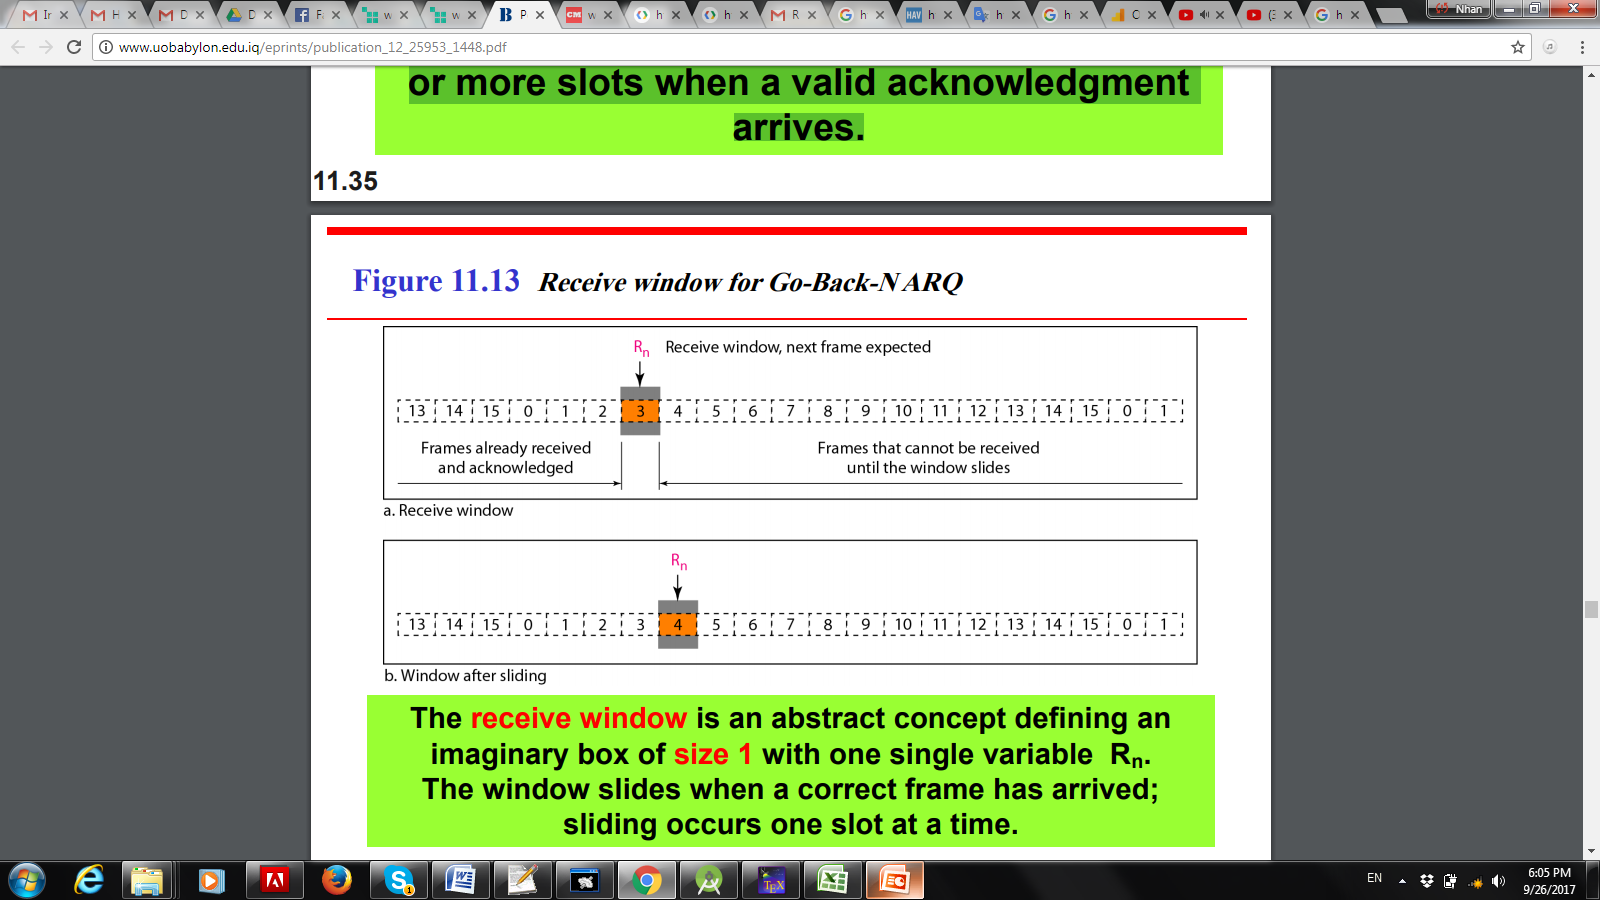 Ir
H
D
D
F
w
w
P
w
h
h
R
h
h
h
h
C
(
h
Nhan
www.uobabylon.edu.iq/eprints/publication_12_25953_1448.pdf
or more slots when a valid acknowledgment
arrives.
11.35
Figure 11.13 Receive window for Go-Back-N ARQ
Rn Receive window, next frame expected
13 14 15 0 1 2 3 4 5 6 7 8 9 10 11 12 13 14 15 0 1
Frames already received
and acknowledged
Frames that cannot be received
until the window slides
a. Receive window
Rn
13 14 15 0 1 2 3 4 5 6 7 8 9 10 11 12 13 14 15 0 1
b. Window after sliding
The receive window is an abstract concept defining an
imaginary box of size 1 with one single variable Rn.
The window slides when a correct frame has arrived;
sliding occurs one slot at a time.
EN
6:05 PM
9/26/2017